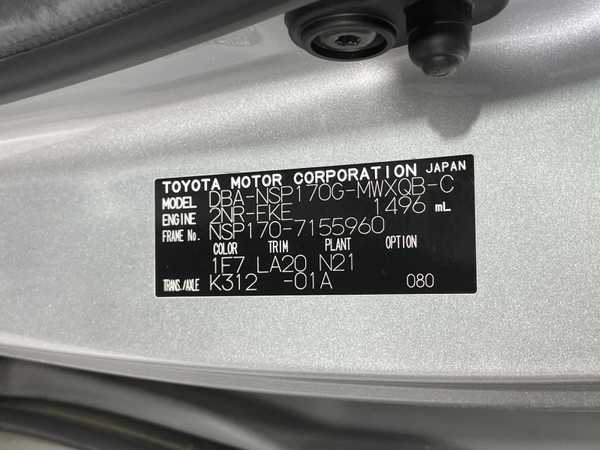 TOYOTA MOTOR CORPORATION JAPAN
MODEL DBA-NSP170G-MWXQB-C
ENGINE 2NR-FKE 1496 mL
FRAME No. NSP170-7155960
COLOR TRIM PLANT OPTION
1F7 LA20 N21
TRANS./AXLE K312 -01A 080